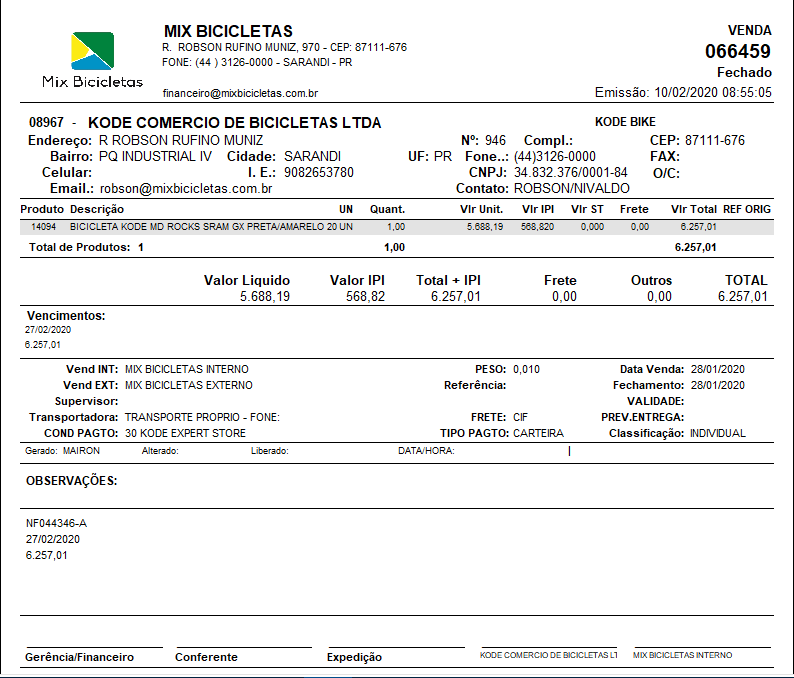 MIX BICICLETAS
R. ROBSON RUFINO MUNIZ, 970 - CEP: 87111-676
FONE: (44 ) 3126-0000 - SARANDI - PR
financeiro@mixbicicletas.com.br
Mix Bicicletas
VENDA
066459
Fechado
Emissão: 10/02/2020 08:55:05
08967 - KODE COMERCIO DE BICICLETAS LTDA KODE BIKE
Endereço: R ROBSON RUFINO MUNIZ Nº: 946 Compl.: CEP: 87111-676
Bairro: PQ INDUSTRIAL IV Cidade: SARANDI UF: PR Fone..: (44)3126-0000 FAX:
Celular: I. E.: 9082653780 CNPJ: 34.832.376/0001-84 O/C:
Email.: robson@mixbicicletas.com.br Contato: ROBSON/NIVALDO
Produto Descrição UN Quant. Vlr Unit. Vlr IPI Vlr ST Frete Vlr Total REF ORIG
14094 BICICLETA KODE MD ROCKS SRAM GX PRETA/AMARELO 20 UN 1,00 5.688,19 568,820 0,000 0,00 6.257,01
Total de Produtos: 1 1,00 6.257,01
Valor Liquido Valor IPI Total + IPI Frete Outros TOTAL
5.688,19 568,82 6.257,01 0,00 0,00 6.257,01
Vencimentos:
27/02/2020
6.257,01
Vend INT: MIX BICICLETAS INTERNO PESO: 0,010 Data Venda: 28/01/2020
Vend EXT: MIX BICICLETAS EXTERNO Referência: Fechamento: 28/01/2020
Supervisor: VALIDADE:
Transportadora: TRANSPORTE PROPRIO - FONE: FRETE: CIF PREV.ENTREGA:
COND PAGTO: 30 KODE EXPERT STORE TIPO PAGTO: CARTEIRA Classificação: INDIVIDUAL
Gerado: MAIRON Alterado: Liberado: DATA/HORA: |
OBSERVAÇÕES:
NF044346-A
27/02/2020
6.257,01
Gerência/Financeiro Conferente Expedição KODE COMERCIO DE BICICLETAS LT MIX BICICLETAS INTERNO